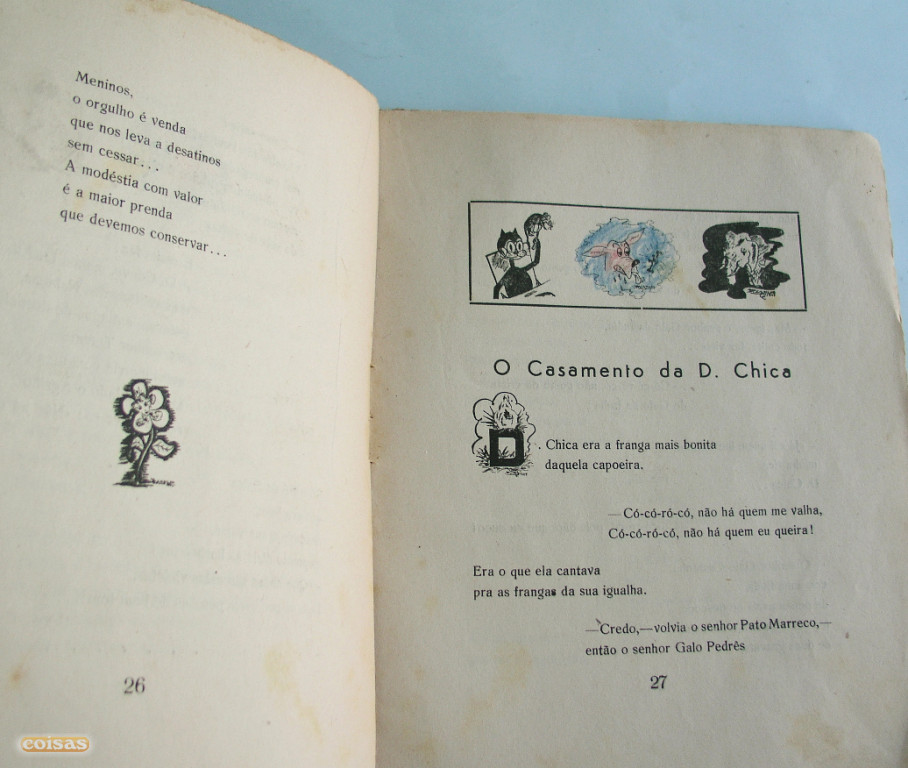 Meninos,
o orgulho é venda
que nos leva a desatinos
sem cessar...
A modéstia com valor
é a maior prenda
que devemos conservar...
26
O Casamento da D. Chica
D. Chica era a franga mais bonita
daquela capoeira.
—Có-có-ró-có, não há quem me valha,
Có-có-ró-có, não há quem eu queira!
Era o que ela cantava
pra as frangas da sua igualha.
—Credo,—volvia o senhor Pato Marreco,—
então o senhor Galo Pedrês
27
coisas